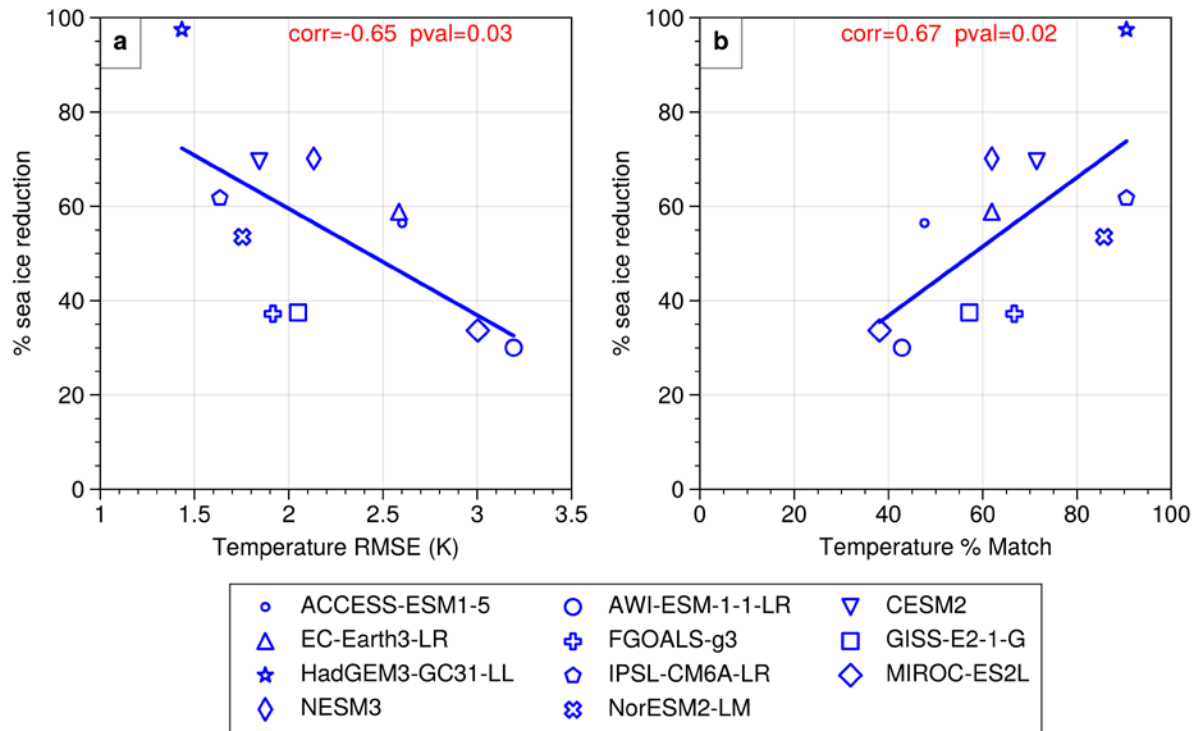 a
corr=-0.65 pval=0.03
100
80
60
40
20
0
% sea ice reduction
1 1.5 2 2.5 3 3.5
Temperature RMSE (K)
b
corr=0.67 pval=0.02
100
80
60
40
20
0
% sea ice reduction
0 20 40 60 80 100
Temperature % Match
ACCESS-ESM1-5 AWI-ESM-1-1-LR CESM2
EC-Earth3-LR FGOALS-g3 GISS-E2-1-G
HadGEM3-GC31-LL IPSL-CM6A-LR MIROC-ES2L
NESM3 NorESM2-LM